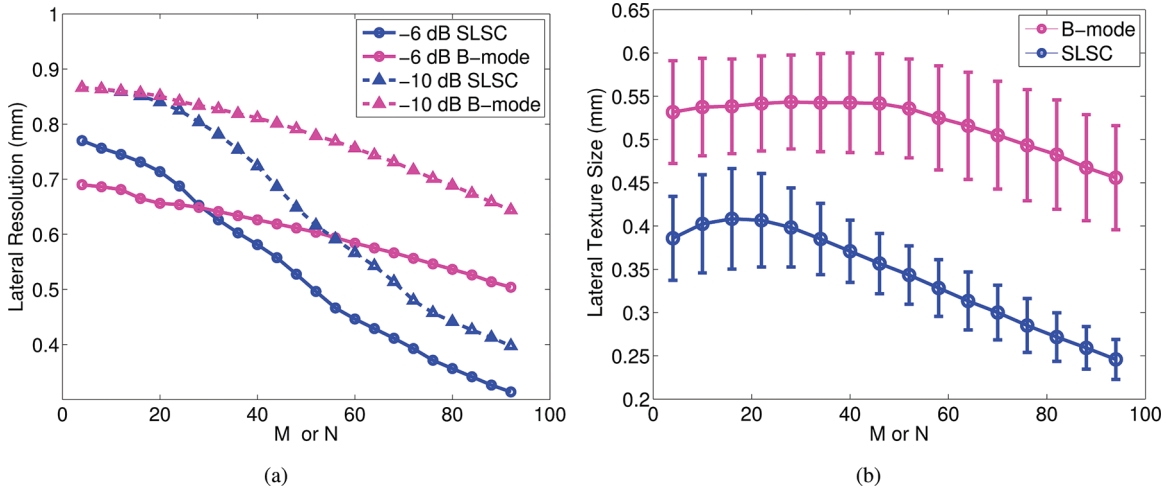 1
0.9
0.8
0.7
0.6
0.5
0.4
0
20
40
60
80
100
Lateral Resolution (mm)
M or N
−6 dB SLSC
−6 dB B−mode
−10 dB SLSC
−10 dB B−mode
(a)
0.65
0.6
0.55
0.5
0.45
0.4
0.35
0.3
0.25
0.2
0
20
40
60
80
100
Lateral Texture Size (mm)
M or N
B−mode
SLSC
(b)